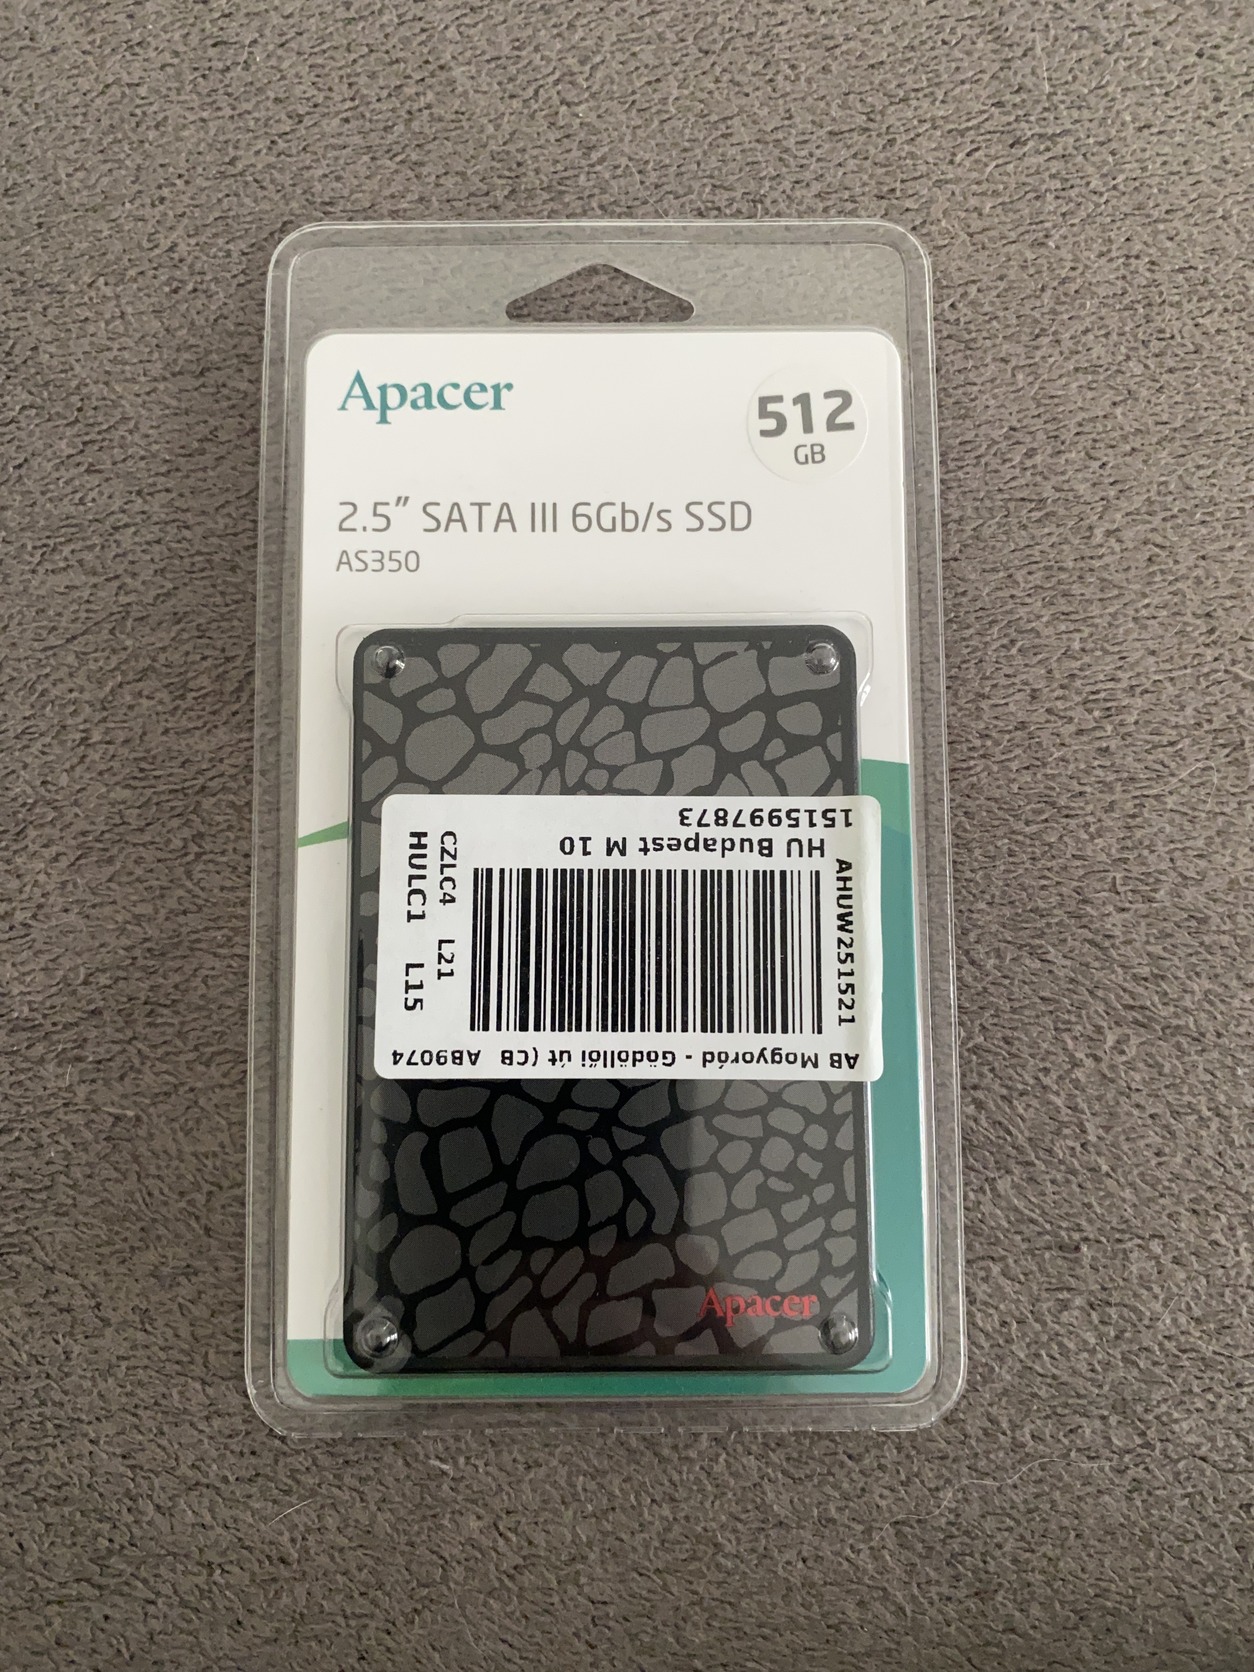 Apacer
512
GB
2.5" SATA III 6Gb/s SSD
AS350
AB Mogyoród - Gödöllői út (CB AB9074
AHUW251521
CZLC4 L21
HULC1 L15
HU Budapest M 10
1515997873
Apacer